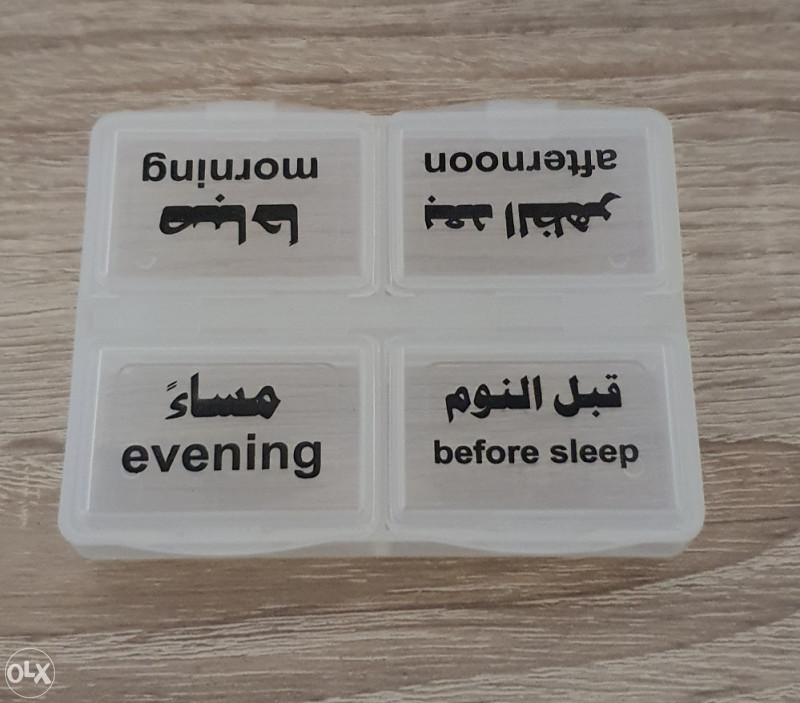 صباحا
morning
بعد الظهر
afternoon
مساءً
evening
قبل النوم
before sleep
OLX